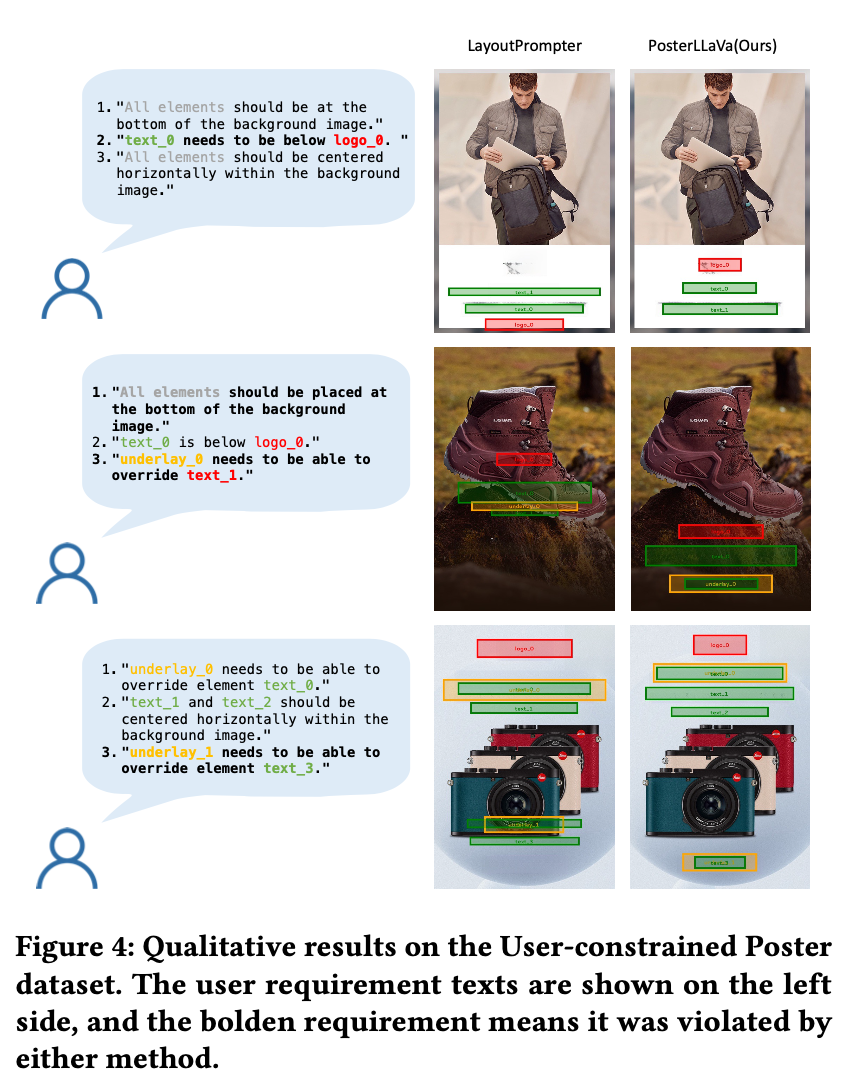 LayoutPrompter
PosterLLaVa(Ours)
1. "All elements should be at the
bottom of the background image."
2. "text_0 needs to be below logo_0. "
3. "All elements should be centered
horizontally within the background
image."
logo_0
text_1
text_0
text_0
text_1
logo_0
1. "All elements should be placed at
the bottom of the background
image."
2. "text_0 is below logo_0."
3. "underlay_0 needs to be able to
override text_1."
LOWA
LOWA
underlay_0
underlay_0
1. "underlay_0 needs to be able to
override element text_0."
2. "text_1 and text_2 should be
centered horizontally within the
background image."
3. "underlay_1 needs to be able to
override element text_3."
logo_0
logo_0
text_0
text_1
text_1
text_2
underlay_1
text_3
Figure 4: Qualitative results on the User-constrained Poster
dataset. The user requirement texts are shown on the left
side, and the bolden requirement means it was violated by
either method.